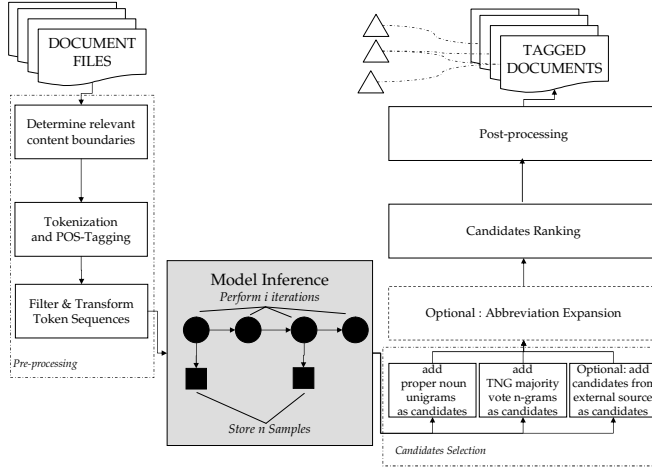 DOCUMENT
FILES
Determine relevant
content boundaries
Tokenization
and POS-Tagging
Filter & Transform
Token Sequences
Pre-processing
Model Inference
Perform i iterations
Store n Samples
TAGGED
DOCUMENTS
Post-processing
Candidates Ranking
Optional : Abbreviation Expansion
add
proper noun
unigrams
as candidates
add
TNG majority
vote n-grams
as candidates
Optional: add
candidates from
external source
as candidates
Candidates Selection